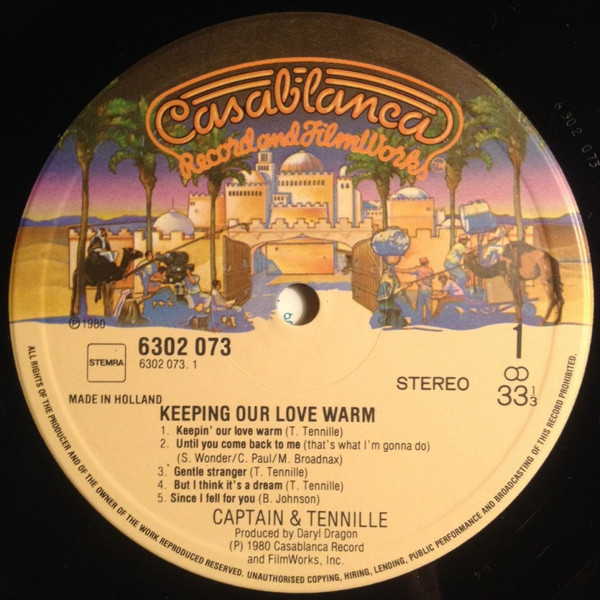 Casablanca
Record and FilmWorks
TM
6302 073
℗ 1980
STEMRA
6302 073
6302 073. 1
STEREO
1
33 1/3
MADE IN HOLLAND
KEEPING OUR LOVE WARM
1. Keepin' our love warm (T. Tennille)
2. Until you come back to me (that's what I'm gonna do)
(S. Wonder/C. Paul/M. Broadnax)
3. Gentle stranger (T. Tennille)
4. But I think it's a dream (T. Tennille)
5. Since I fell for you (B. Johnson)
CAPTAIN & TENNILLE
Produced by Daryl Dragon
(P) 1980 Casablanca Record
and FilmWorks, Inc.
ALL RIGHTS OF THE PRODUCER AND OF THE OWNER OF THE WORK REPRODUCED RESERVED. UNAUTHORISED COPYING, HIRING, LENDING, PUBLIC PERFORMANCE AND BROADCASTING OF THIS RECORD PROHIBITED.